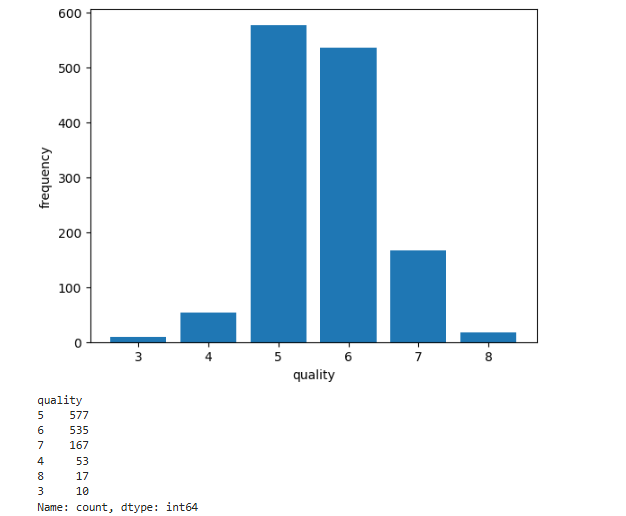 600
500
400
300
200
100
0
frequency
3 4 5 6 7 8
quality
quality
5    577
6    535
7    167
4     53
8     17
3     10
Name: count, dtype: int64